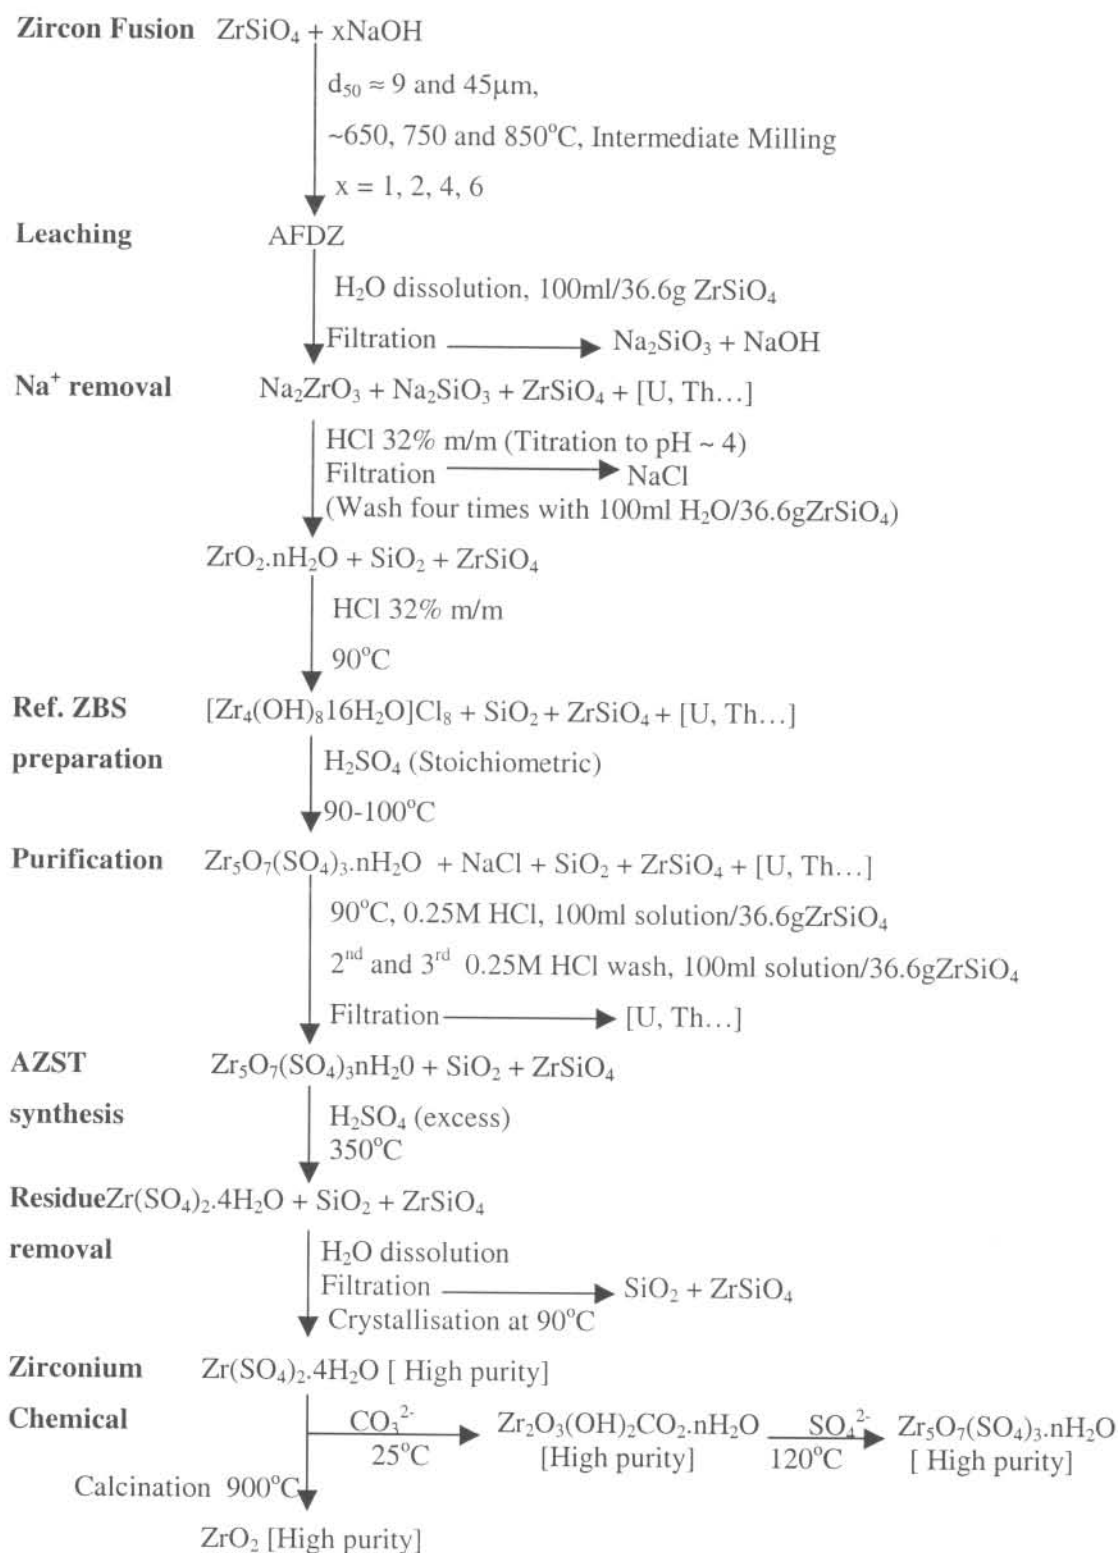 Zircon Fusion ZrSiO₄ + xNaOH
d₅₀ ≈ 9 and 45μm,
~650, 750 and 850°C, Intermediate Milling
x = 1, 2, 4, 6
Leaching AFDZ
H₂O dissolution, 100ml/36.6g ZrSiO₄
Filtration Na₂SiO₃ + NaOH
Na⁺ removal Na₂ZrO₃ + Na₂SiO₃ + ZrSiO₄ + [U, Th…]
HCl 32% m/m (Titration to pH ~ 4)
Filtration NaCl
(Wash four times with 100ml H₂O/36.6gZrSiO₄)
ZrO₂.nH₂O + SiO₂ + ZrSiO₄
HCl 32% m/m
90°C
Ref. ZBS [Zr₄(OH)₈16H₂O]Cl₈ + SiO₂ + ZrSiO₄ + [U, Th…]
preparation H₂SO₄ (Stoichiometric)
90-100°C
Purification Zr₅O₇(SO₄)₃.nH₂O + NaCl + SiO₂ + ZrSiO₄ + [U, Th…]
90°C, 0.25M HCl, 100ml solution/36.6gZrSiO₄
2ⁿᵈ and 3ʳᵈ 0.25M HCl wash, 100ml solution/36.6gZrSiO₄
Filtration [U, Th…]
AZST Zr₅O₇(SO₄)₃nH₂0 + SiO₂ + ZrSiO₄
synthesis H₂SO₄ (excess)
350°C
ResidueZr(SO₄)₂.4H₂O + SiO₂ + ZrSiO₄
removal H₂O dissolution
Filtration SiO₂ + ZrSiO₄
Crystallisation at 90°C
Zirconium Zr(SO₄)₂.4H₂O [ High purity]
Chemical CO₃²⁻ Zr₂O₃(OH)₂CO₂.nH₂O SO₄²⁻ Zr₅O₇(SO₄)₃.nH₂O
25°C [High purity] 120°C [ High purity]
Calcination 900°C
ZrO₂ [High purity]